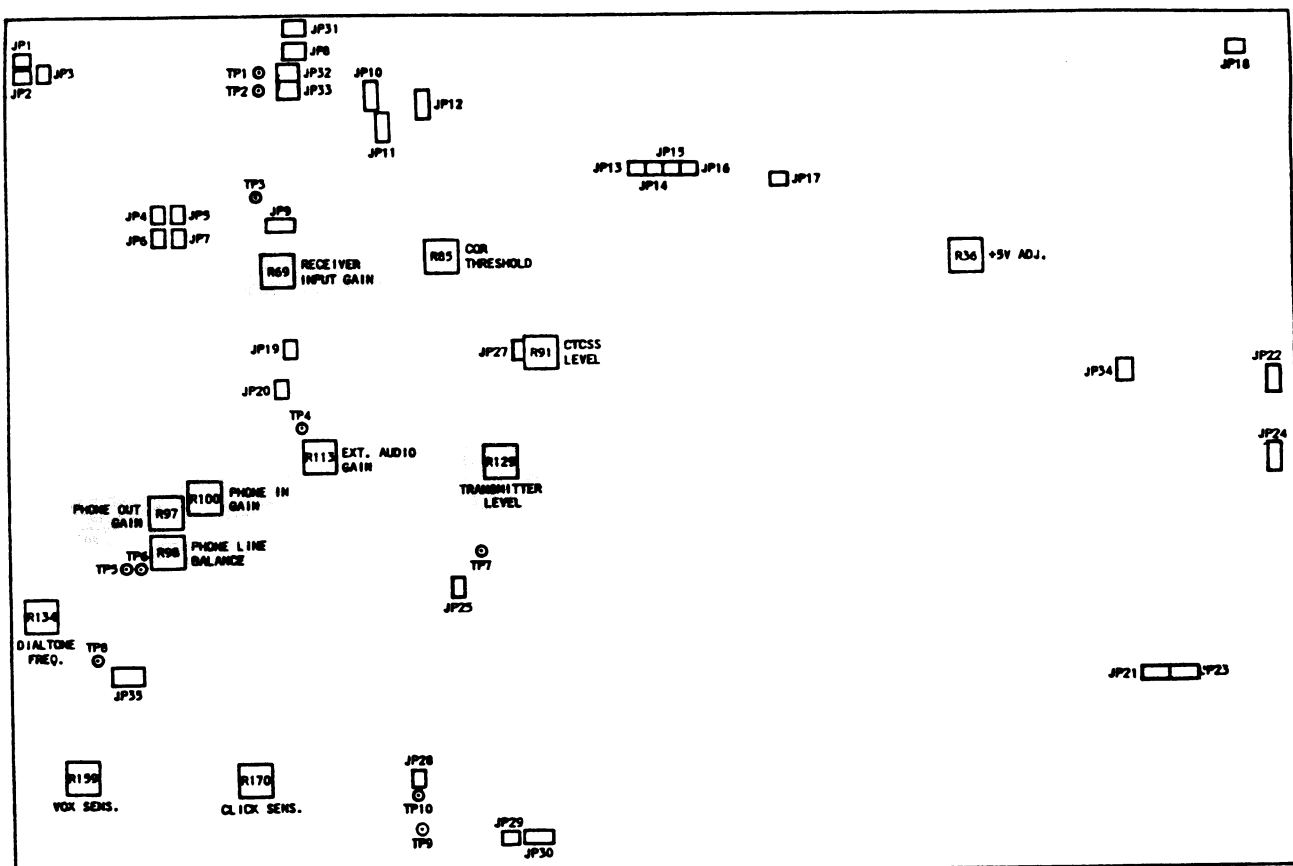 JP31
JP1
JP8
JP18
JP3
TP1
JP32
JP10
JP2
TP2
JP33
JP12
JP11
JP15
JP13
JP16
JP14
JP17
TP3
JP4
JP5
JP9
JP6
JP7
R69
RECEIVER
INPUT GAIN
R85
COR
THRESHOLD
R36
+5V ADJ.
JP19
JP27
R91
CTCSS
LEVEL
JP22
JP34
JP20
TP4
JP24
R113
EXT. AUDIO
GAIN
R129
TRANSMITTER
LEVEL
R100
PHONE IN
GAIN
PHONE OUT
GAIN
R97
R98
PHONE LINE
BALANCE
TP6
TP5
TP7
JP25
R134
DIALTONE
FREQ.
TP8
JP35
JP21
JP23
R159
VOX SENS.
R170
CLICK SENS.
JP28
TP10
TP9
JP29
JP30